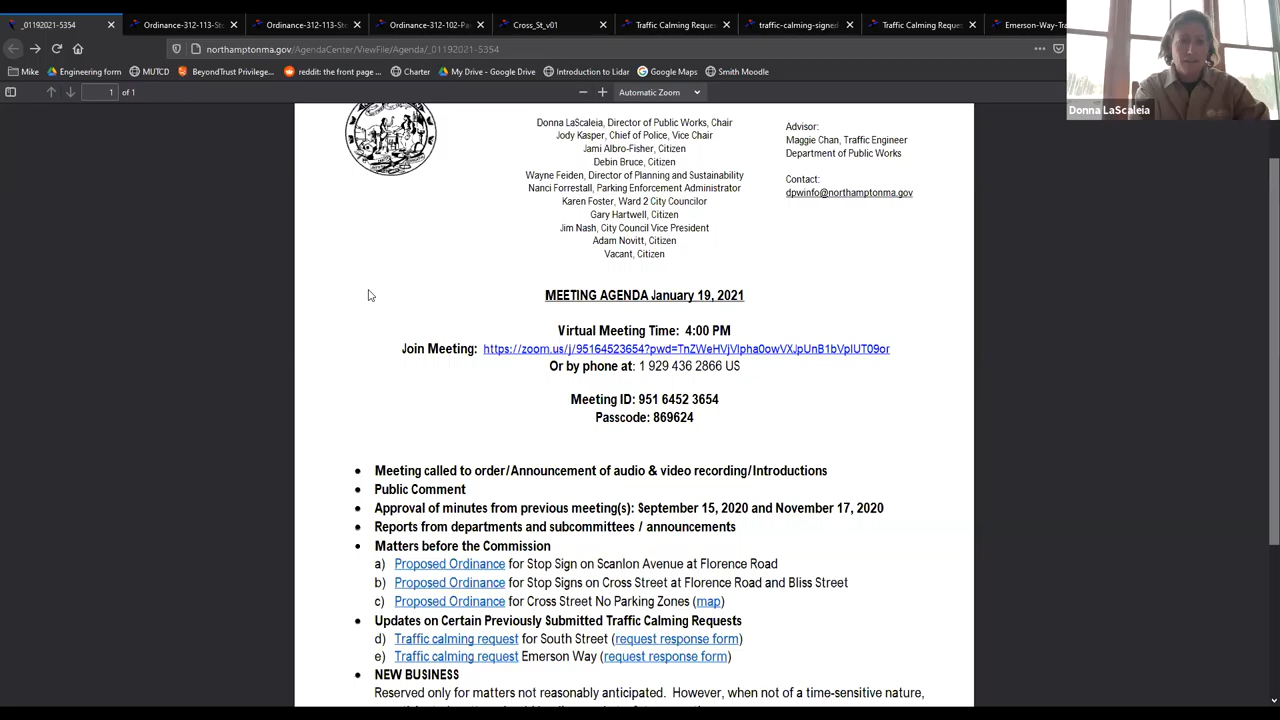 _01192021-5354
Ordinance-312-113-St
Ordinance-312-113-St
Ordinance-312-102-Pa
Cross_St_v01
Traffic Calming Reque
traffic-calming-signed
Traffic Calming Reque
Emerson-Way-Tra
northamptonma.gov/AgendaCenter/ViewFile/Agenda/_01192021-5354
Mike
Engineering form
MUTCD
BeyondTrust Privilege...
reddit: the front page ...
Charter
My Drive - Google Drive
Introduction to Lidar
Google Maps
Smith Moodle
1
of 1
Automatic Zoom
Donna LaScaleia
Donna LaScaleia, Director of Public Works, Chair
Jody Kasper, Chief of Police, Vice Chair
Jami Albro-Fisher, Citizen
Debin Bruce, Citizen
Wayne Feiden, Director of Planning and Sustainability
Nanci Forrestall, Parking Enforcement Administrator
Karen Foster, Ward 2 City Councilor
Gary Hartwell, Citizen
Jim Nash, City Council Vice President
Adam Novitt, Citizen
Vacant, Citizen
Advisor:
Maggie Chan, Traffic Engineer
Department of Public Works
Contact:
dpwinfo@northamptonma.gov
MEETING AGENDA January 19, 2021
Virtual Meeting Time: 4:00 PM
Join Meeting: https://zoom.us/j/95164523654?pwd=TnZWeHVjVlpha0owVXJpUnB1bVpIUT09or
Or by phone at: 1 929 436 2866 US
Meeting ID: 951 6452 3654
Passcode: 869624
• Meeting called to order/Announcement of audio & video recording/Introductions
• Public Comment
• Approval of minutes from previous meeting(s): September 15, 2020 and November 17, 2020
• Reports from departments and subcommittees / announcements
• Matters before the Commission
a) Proposed Ordinance for Stop Sign on Scanlon Avenue at Florence Road
b) Proposed Ordinance for Stop Signs on Cross Street at Florence Road and Bliss Street
c) Proposed Ordinance for Cross Street No Parking Zones (map)
• Updates on Certain Previously Submitted Traffic Calming Requests
d) Traffic calming request for South Street (request response form)
e) Traffic calming request Emerson Way (request response form)
• NEW BUSINESS
Reserved only for matters not reasonably anticipated. However, when not of a time-sensitive nature,